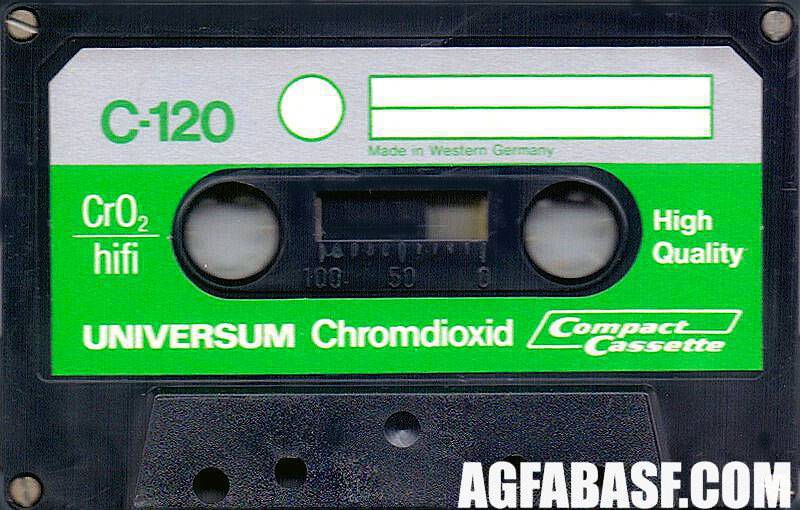 C-120
Made in Western Germany
CrO₂
hifi
High
Quality
100 50 0
UNIVERSUM Chromdioxid
Compact
Cassette
AGFABASF.COM